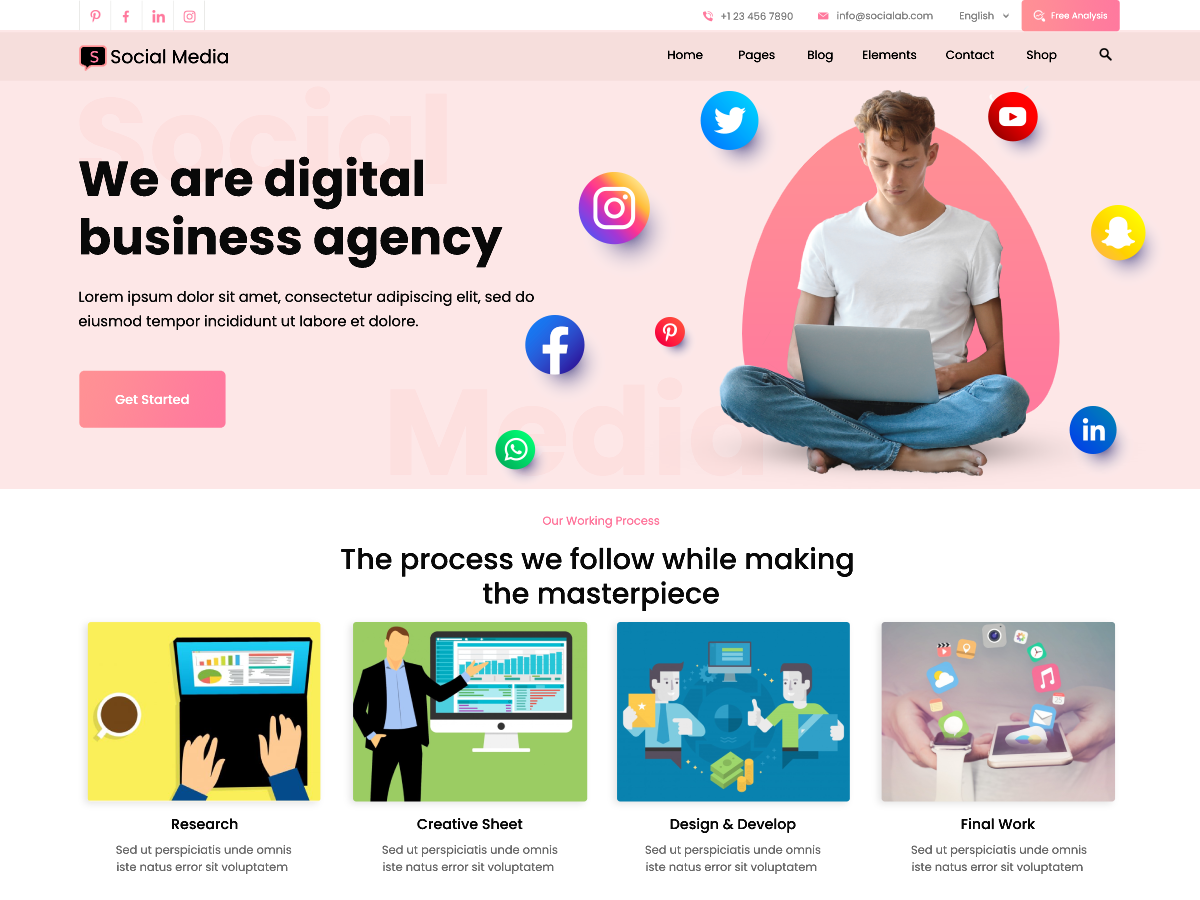 +1 23 456 7890
info@socialab.com
English
Free Analysis
S
Social Media
Home
Pages
Blog
Elements
Contact
Shop
Social
We are digital
business agency
Lorem ipsum dolor sit amet, consectetur adipiscing elit, sed do
eiusmod tempor incididunt ut labore et dolore.
Get Started
Media
Our Working Process
The process we follow while making
the masterpiece
Research
Creative Sheet
Design & Develop
Final Work
Sed ut perspiciatis unde omnis
iste natus error sit voluptatem
Sed ut perspiciatis unde omnis
iste natus error sit voluptatem
Sed ut perspiciatis unde omnis
iste natus error sit voluptatem
Sed ut perspiciatis unde omnis
iste natus error sit voluptatem